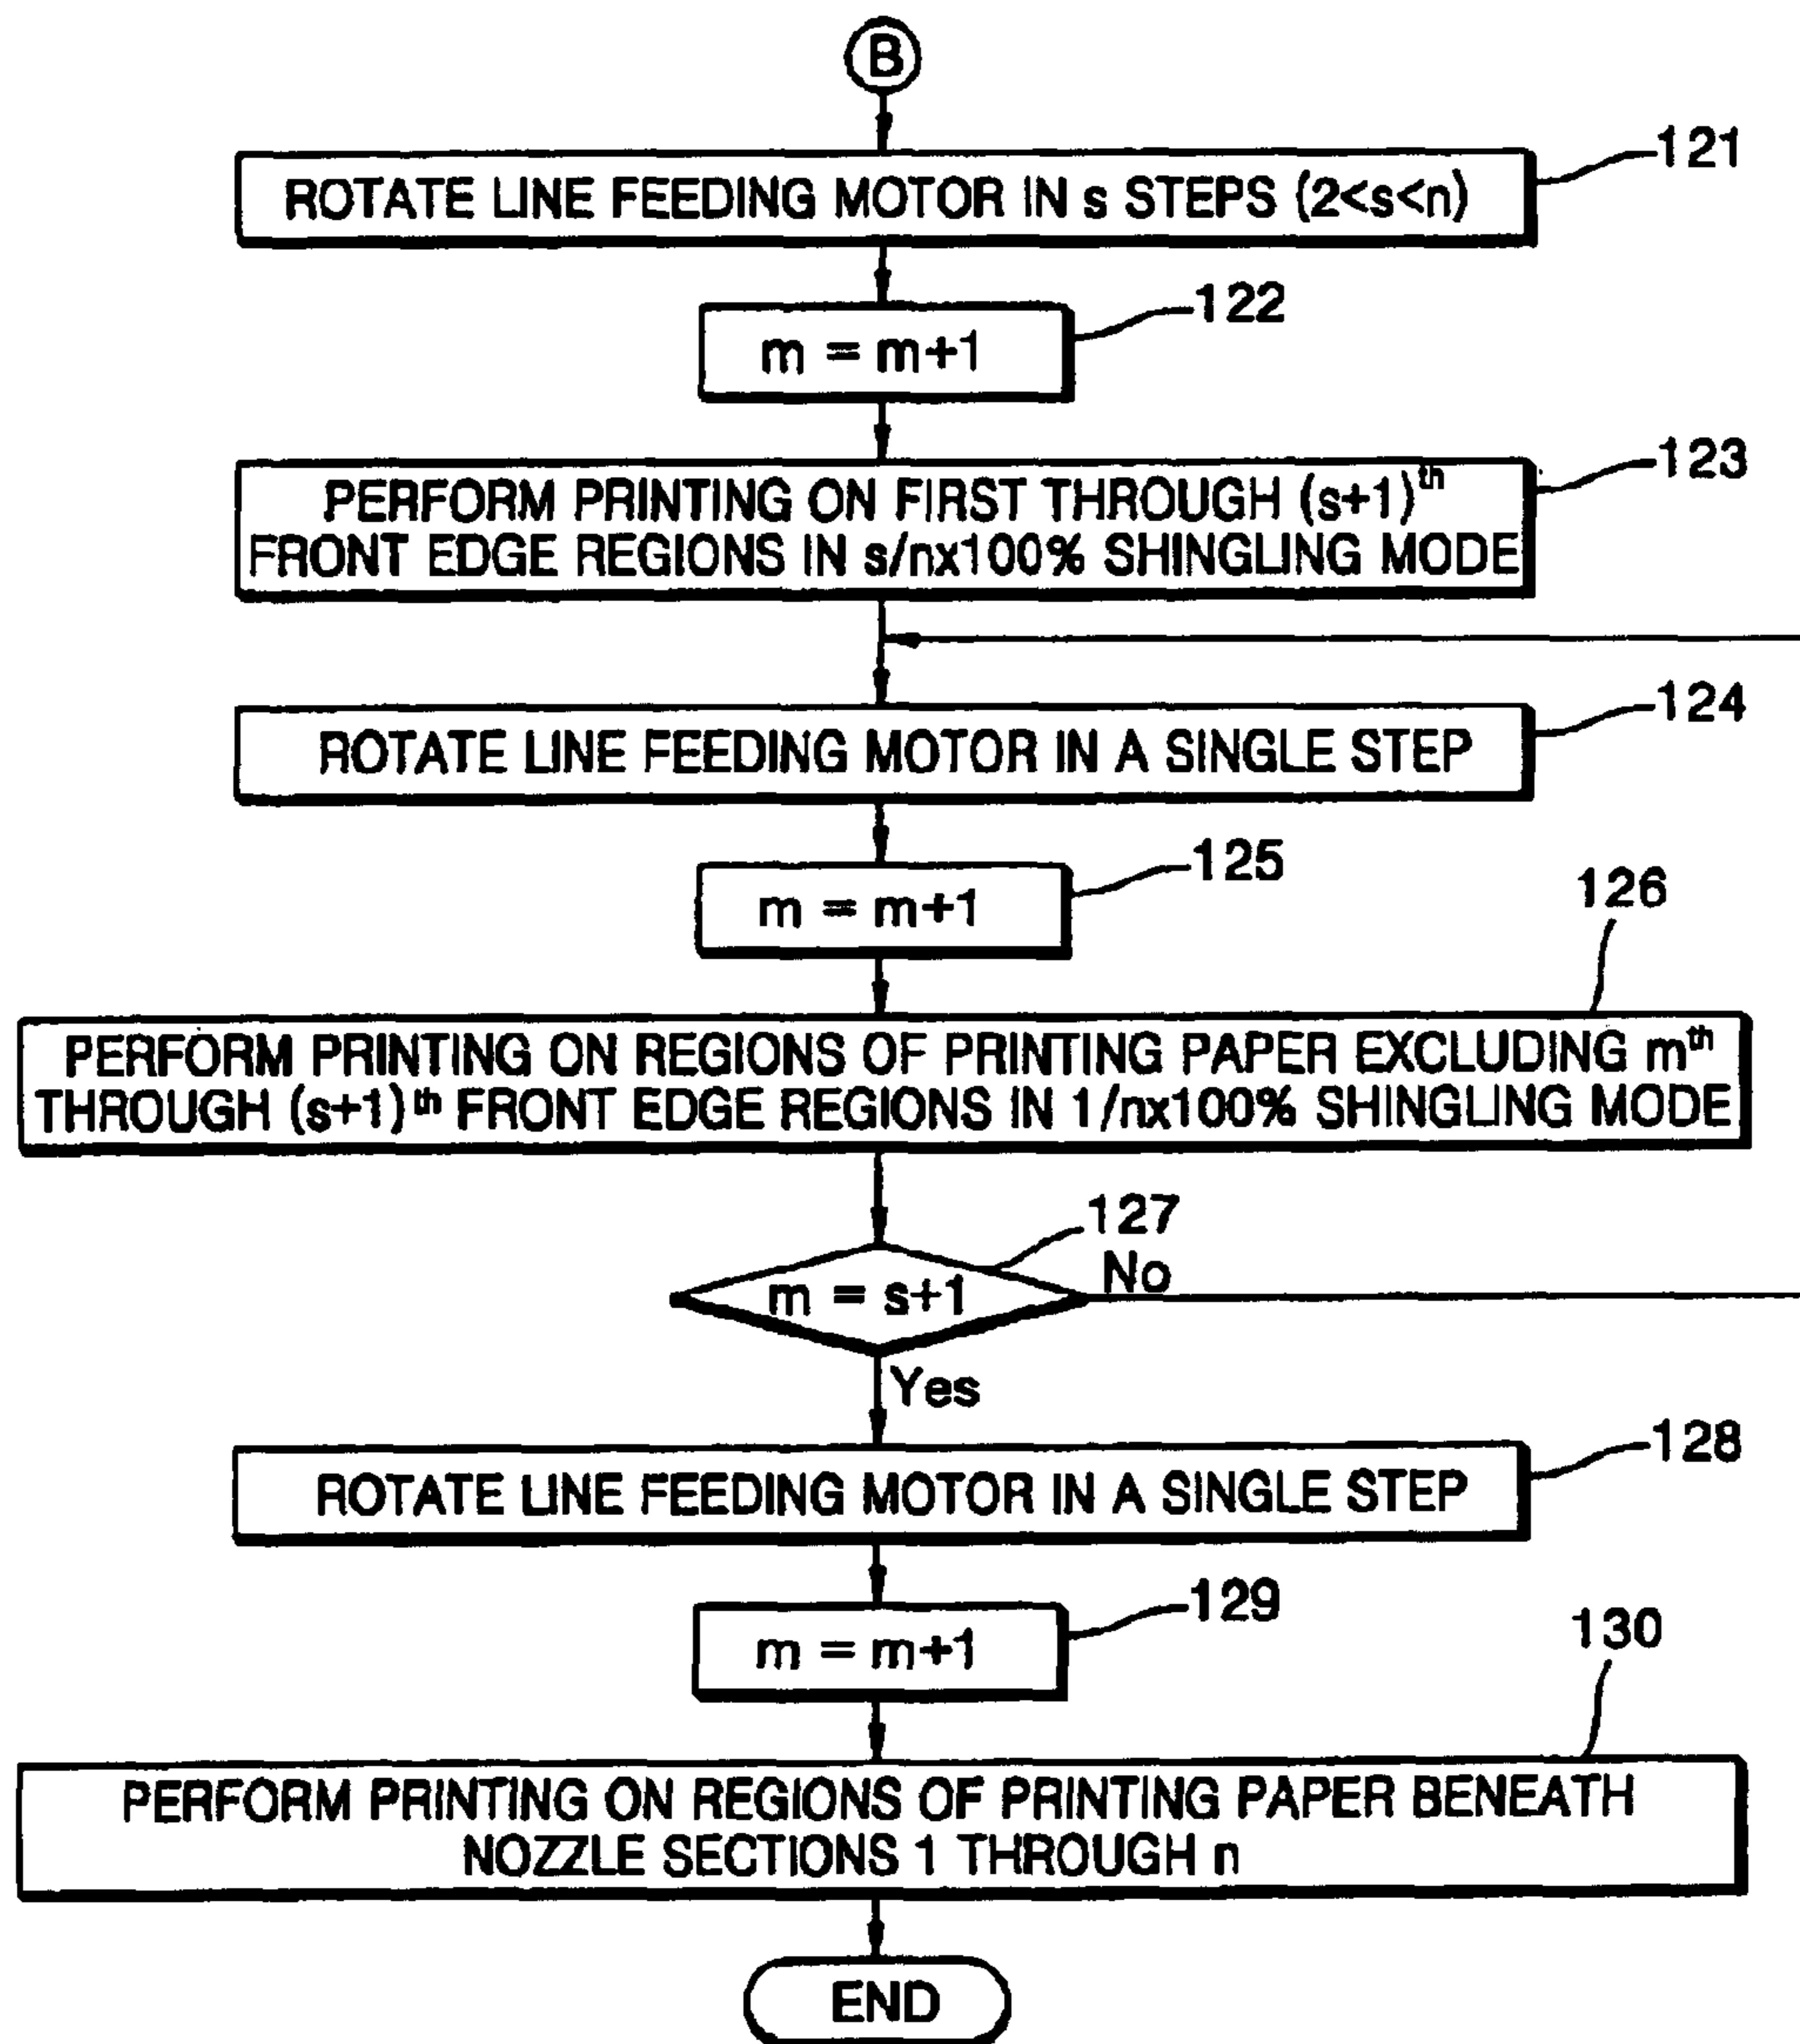 B
121
ROTATE LINE FEEDING MOTOR IN s STEPS (2<s<n)
122
m = m+1
123
PERFORM PRINTING ON FIRST THROUGH (s+1)th
FRONT EDGE REGIONS IN s/nx100% SHINGLING MODE
124
ROTATE LINE FEEDING MOTOR IN A SINGLE STEP
125
m = m+1
126
PERFORM PRINTING ON REGIONS OF PRINTING PAPER EXCLUDING mth
THROUGH (s+1)th FRONT EDGE REGIONS IN 1/nx100% SHINGLING MODE
127
m = s+1
No
Yes
128
ROTATE LINE FEEDING MOTOR IN A SINGLE STEP
129
m = m+1
130
PERFORM PRINTING ON REGIONS OF PRINTING PAPER BENEATH
NOZZLE SECTIONS 1 THROUGH n
END